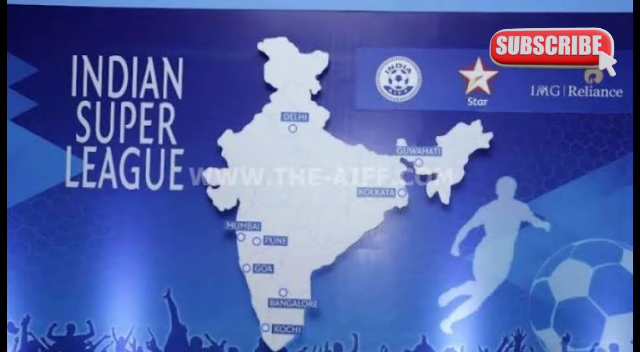 INDIAN
SUPER
LEAGUE
SUBSCRIBE
INDIA
AIFF
Star
IMG | Reliance
DELHI
GUWAHATI
WWW.THE-AIFF.COM
KOLKATA
MUMBAI
PUNE
GOA
BANGALORE
KOCHI